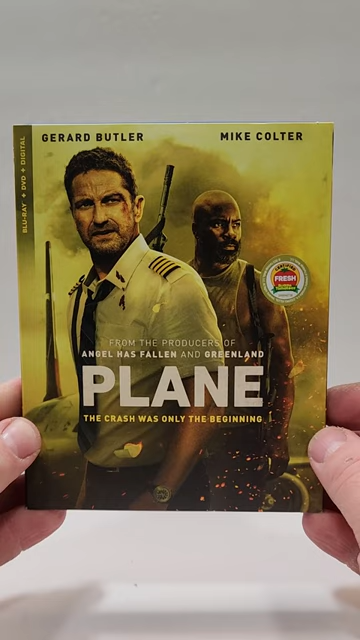 BLU-RAY + DVD + DIGITAL
GERARD BUTLER
MIKE COLTER
CERTIFIED
FRESH
FROM THE PRODUCERS OF
ANGEL HAS FALLEN AND GREENLAND
PLANE
THE CRASH WAS ONLY THE BEGINNING